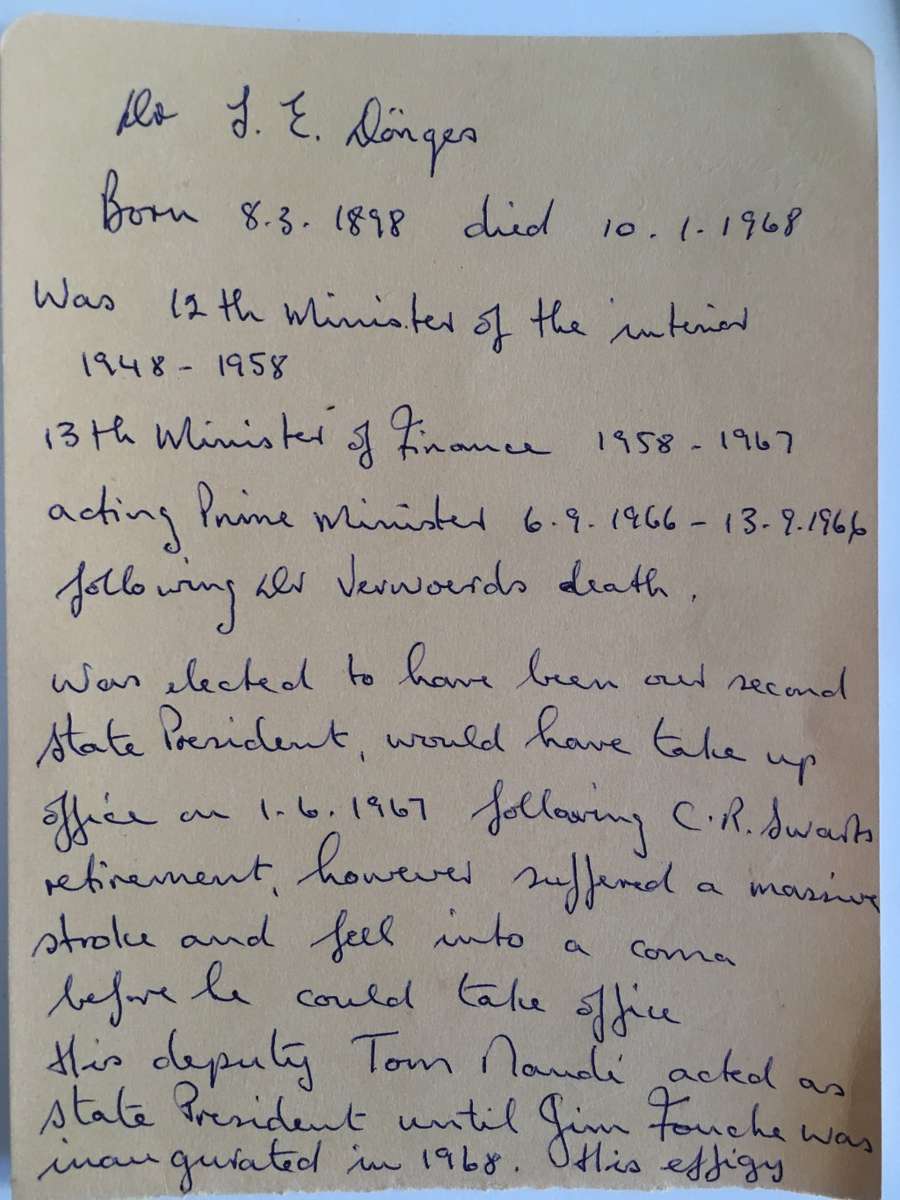 Dr T. E. Dönges
Born 8.3.1898 died 10.1.1968
Was 12th Minister of the interior
1948 - 1958
13th Minister of Finance 1958 - 1967
acting Prime Minister 6.9.1966 - 13.9.1966
following Dr Verwoerds death.
Was elected to have been our second
State President, would have take up
office on 1.6.1967 following C.R. Swarts
retirement, however suffered a massive
stroke and fell into a coma
before he could take office
His deputy Tom Naudé acted as
State President until Jim Fouche was
inaugurated in 1968. His effigy